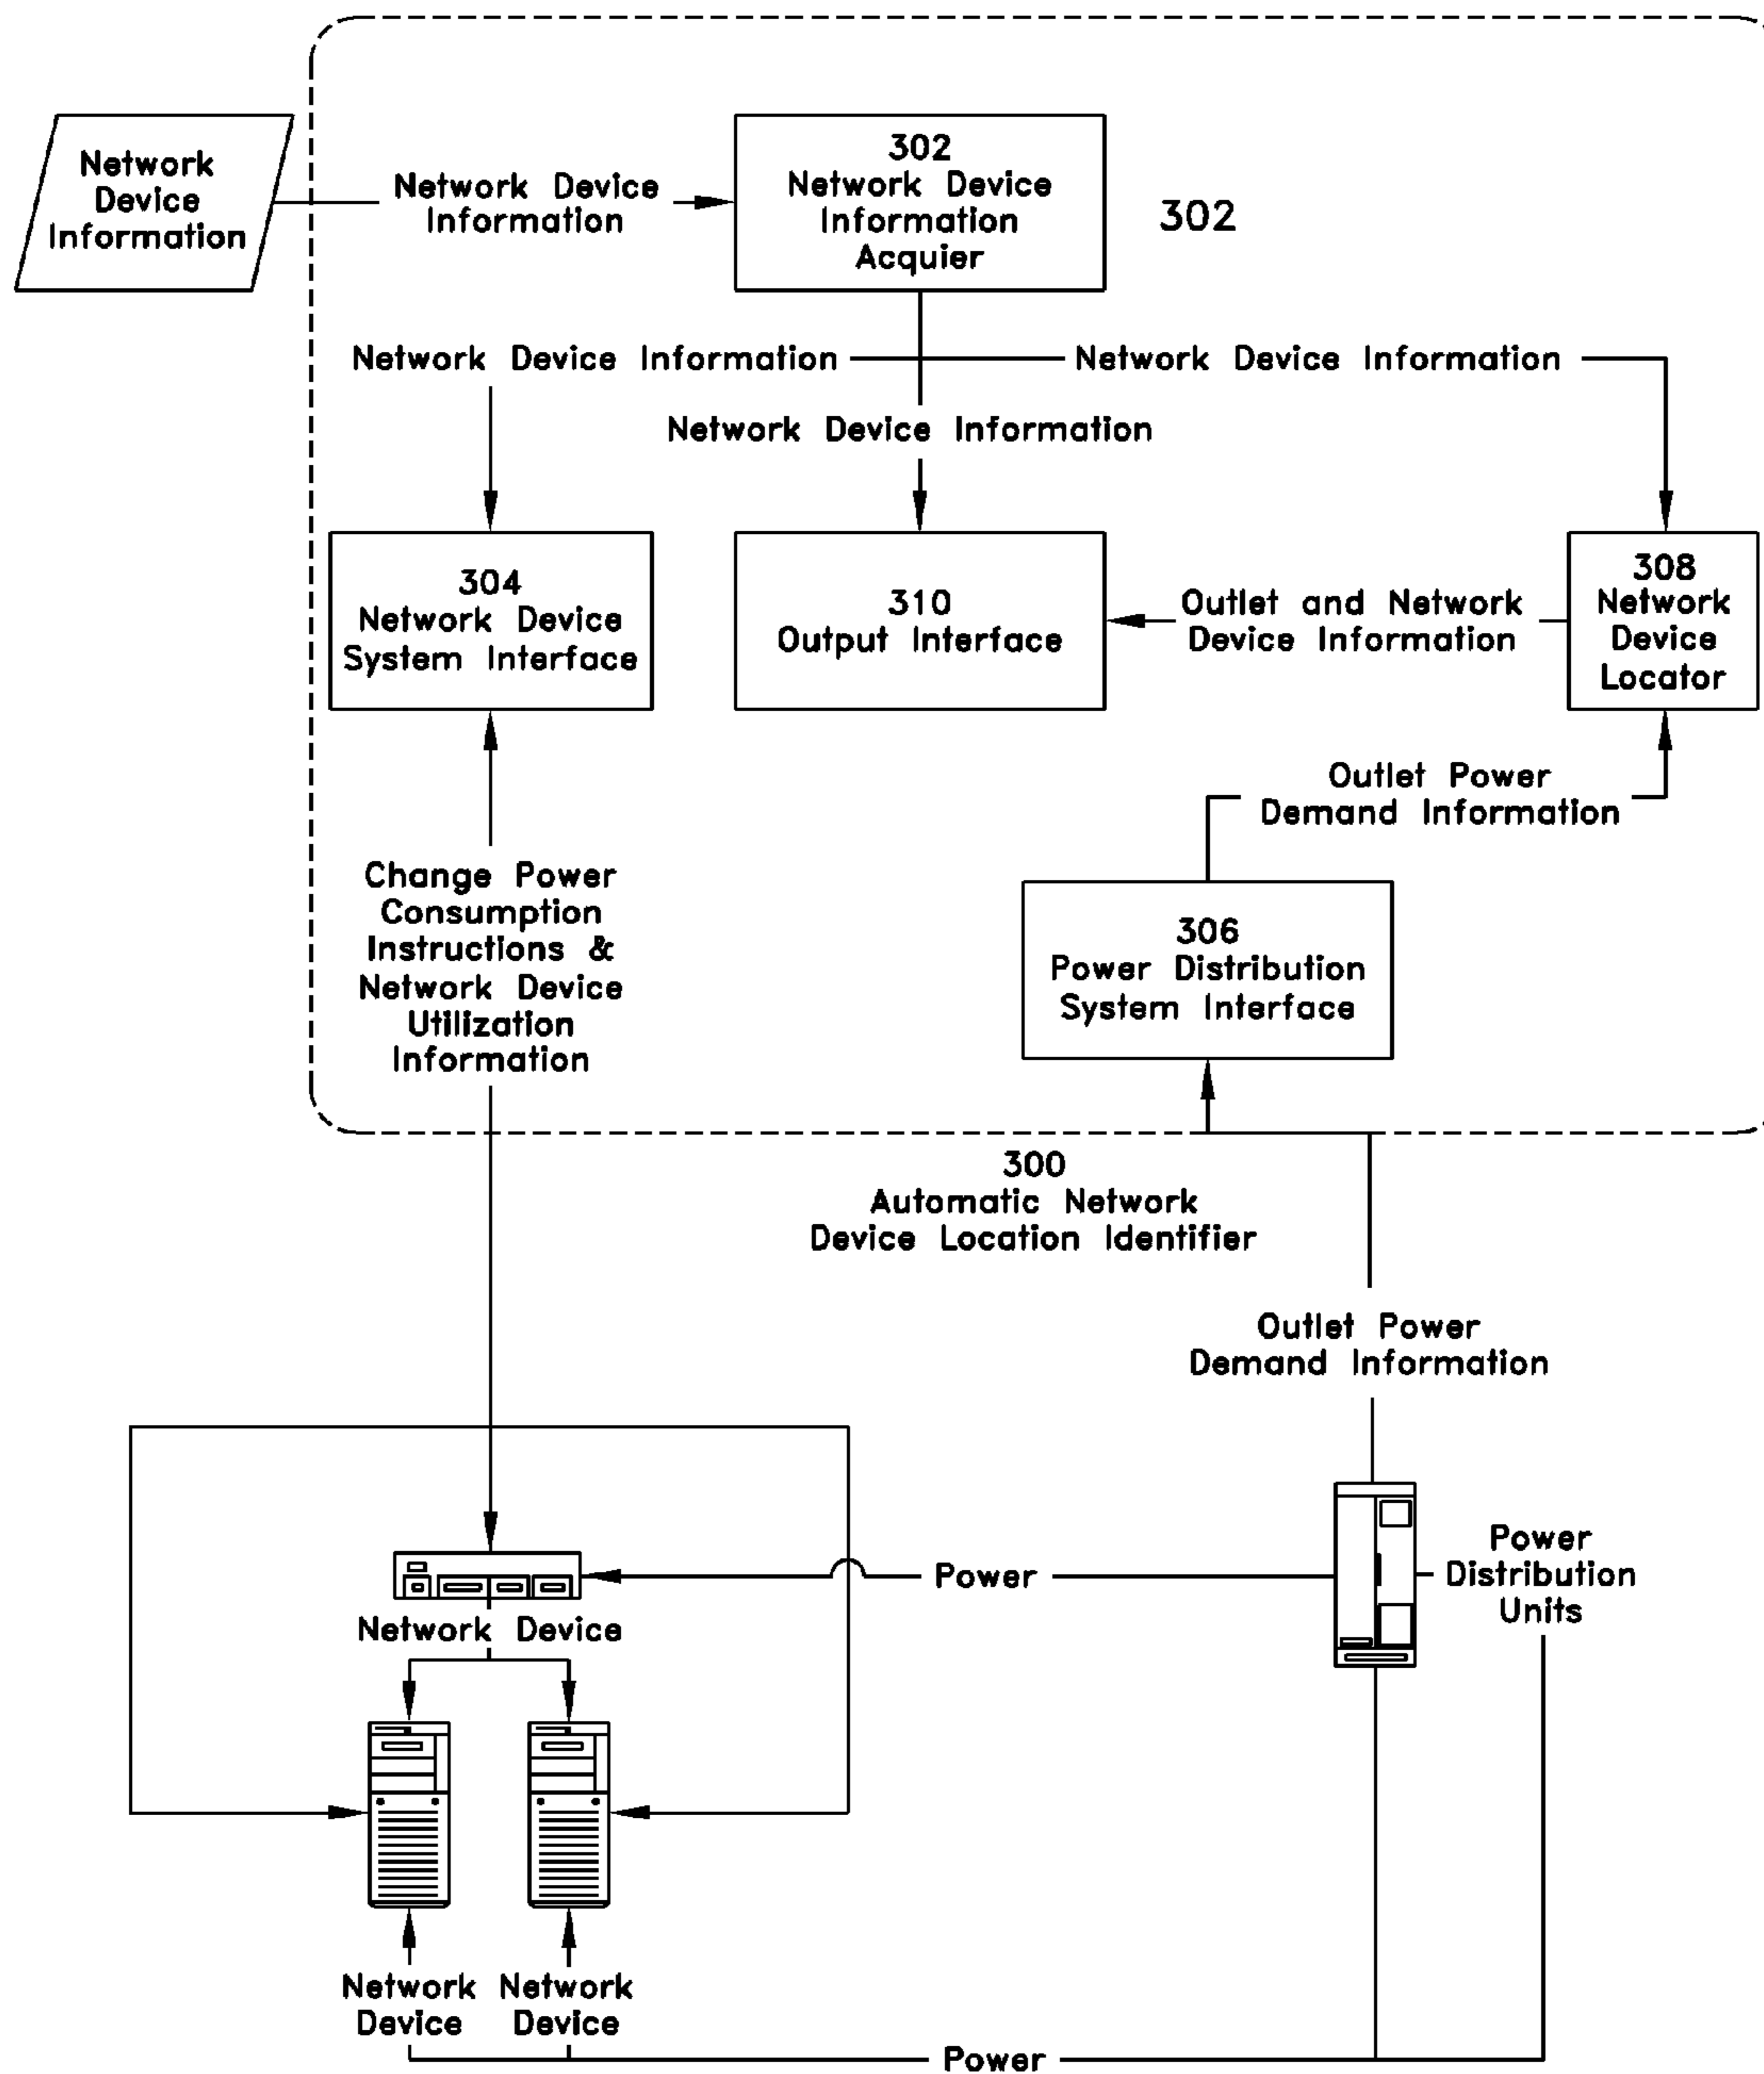 Network
Device
Information
Network Device
Information
302
Network Device
Information
Acquier
302
Network Device Information
Network Device Information
Network Device Information
304
Network Device
System Interface
310
Output Interface
Outlet and Network
Device Information
308
Network
Device
Locator
Outlet Power
Demand Information
Change Power
Consumption
Instructions &
Network Device
Utilization
Information
306
Power Distribution
System Interface
300
Automatic Network
Device Location Identifier
Outlet Power
Demand Information
Power
Power
Distribution
Units
Network Device
Network
Device
Network
Device
Power